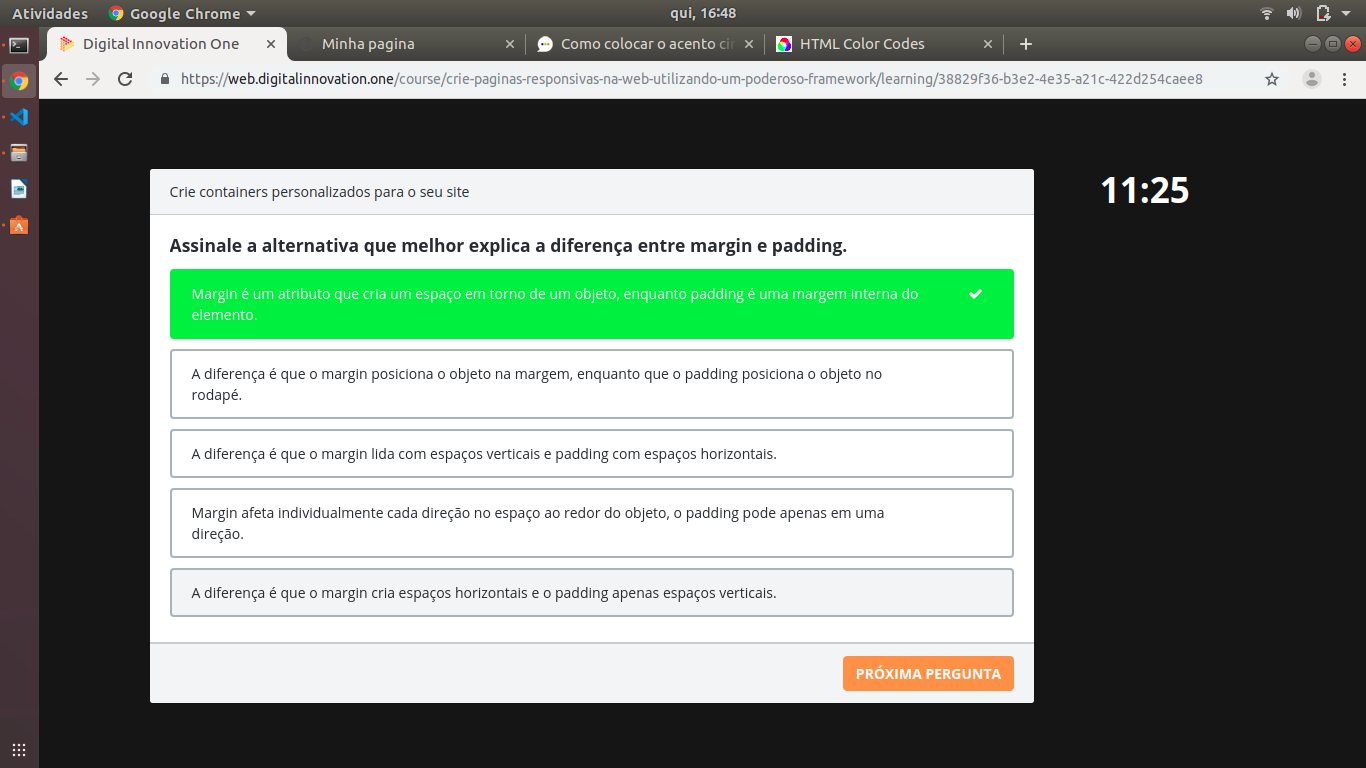 Atividades
Google Chrome
qui, 16:48
Digital Innovation One
Minha pagina
Como colocar o acento cir
HTML Color Codes
https://web.digitalinnovation.one/course/crie-paginas-responsivas-na-web-utilizando-um-poderoso-framework/learning/38829f36-b3e2-4e35-a21c-422d254caee8
Crie containers personalizados para o seu site
11:25
Assinale a alternativa que melhor explica a diferença entre margin e padding.
Margin é um atributo que cria um espaço em torno de um objeto, enquanto padding é uma margem interna do
elemento.
A diferença é que o margin posiciona o objeto na margem, enquanto que o padding posiciona o objeto no
rodapé.
A diferença é que o margin lida com espaços verticais e padding com espaços horizontais.
Margin afeta individualmente cada direção no espaço ao redor do objeto, o padding pode apenas em uma
direção.
A diferença é que o margin cria espaços horizontais e o padding apenas espaços verticais.
PRÓXIMA PERGUNTA